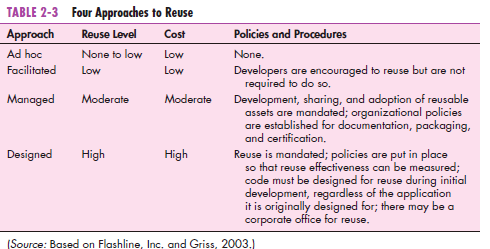 TABLE 2-3 Four Approaches to Reuse
Approach Reuse Level Cost Policies and Procedures
Ad hoc None to low Low None.
Facilitated Low Low Developers are encouraged to reuse but are not
required to do so.
Managed Moderate Moderate Development, sharing, and adoption of reusable
assets are mandated; organizational policies
are established for documentation, packaging,
and certification.
Designed High High Reuse is mandated; policies are put in place
so that reuse effectiveness can be measured;
code must be designed for reuse during initial
development, regardless of the application
it is originally designed for; there may be a
corporate office for reuse.
(Source: Based on Flashline, Inc. and Griss, 2003.)